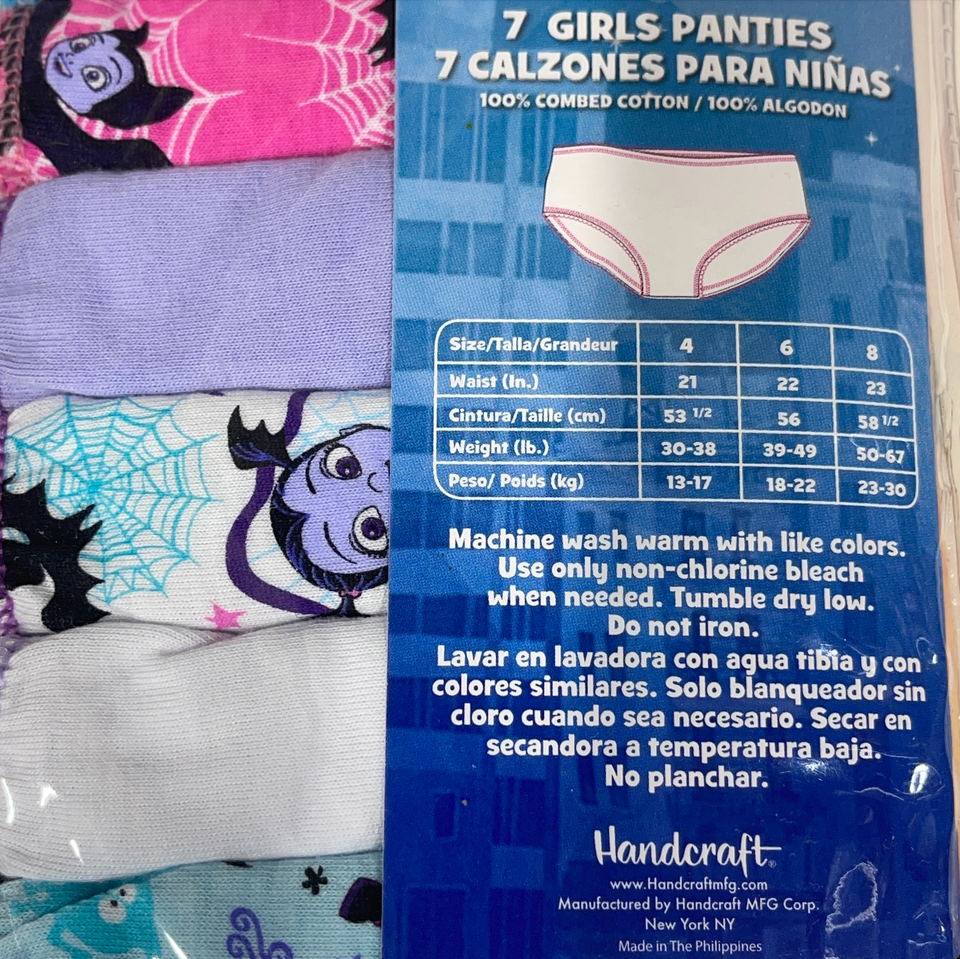 7 GIRLS PANTIES
7 CALZONES PARA NIÑAS
100% COMBED COTTON / 100% ALGODON
Size/Talla/Grandeur 4 6 8
Waist (In.) 21 22 23
Cintura/Taille (cm) 53 1/2 56 58 1/2
Weight (lb.) 30-38 39-49 50-67
Peso/ Poids (kg) 13-17 18-22 23-30
Machine wash warm with like colors.
Use only non-chlorine bleach
when needed. Tumble dry low.
Do not iron.
Lavar en lavadora con agua tibia y con
colores similares. Solo blanqueador sin
cloro cuando sea necesario. Secar en
secandora a temperatura baja.
No planchar.
Handcraft®
www.Handcraftmfg.com
Manufactured by Handcraft MFG Corp.
New York NY
Made in The Philippines